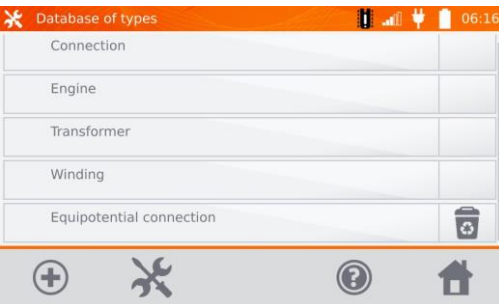 Database of types 06:16
Connection
Engine
Transformer
Winding
Equipotential connection